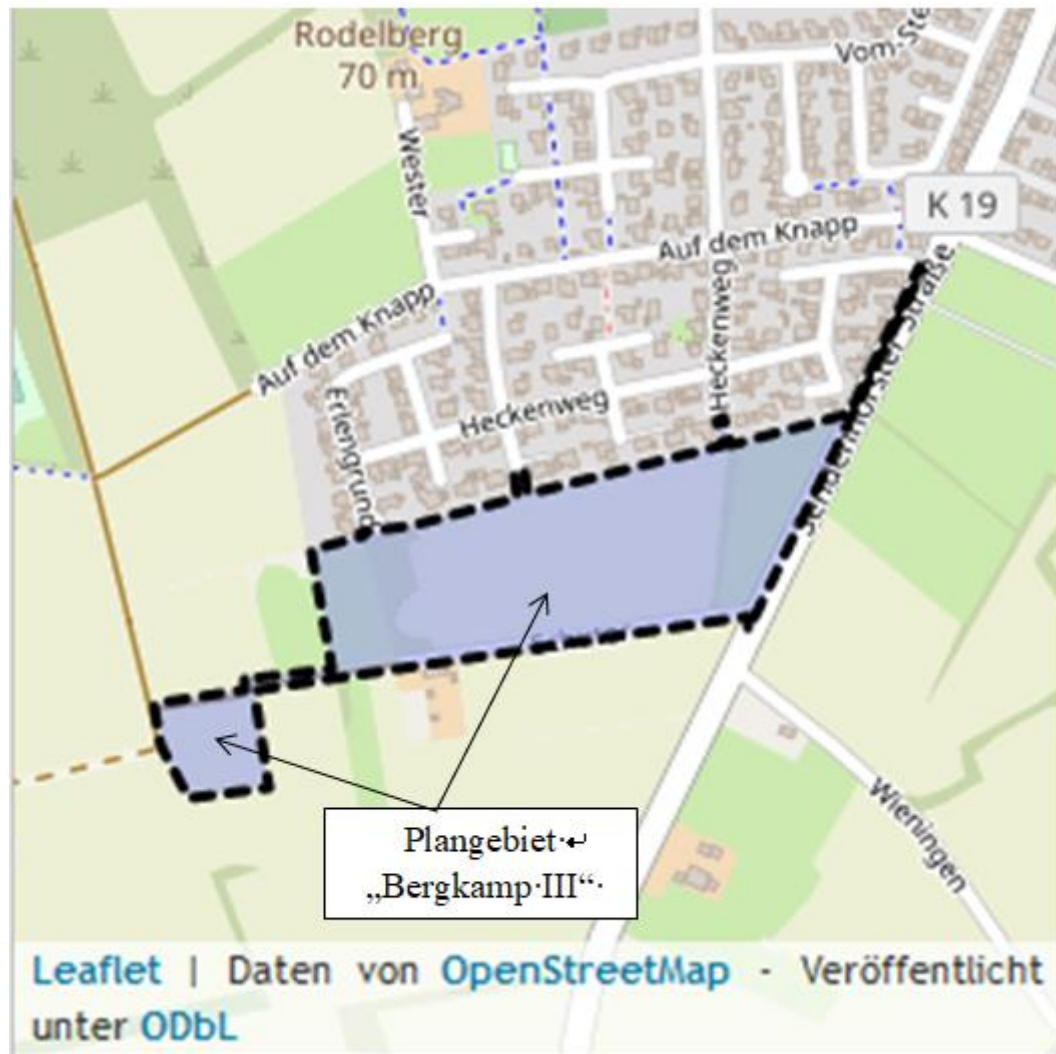 Rodelberg
70 m
Vom-Ste
Wester
K 19
Auf dem Knapp
Heckenweg
Auf dem Knapp
Sendenhorster Straße
Erlengrund
Heckenweg
Plangebiet·↵
„Bergkamp·III“·
Wieningen
Leaflet | Daten von OpenStreetMap - Veröffentlicht
unter ODbL